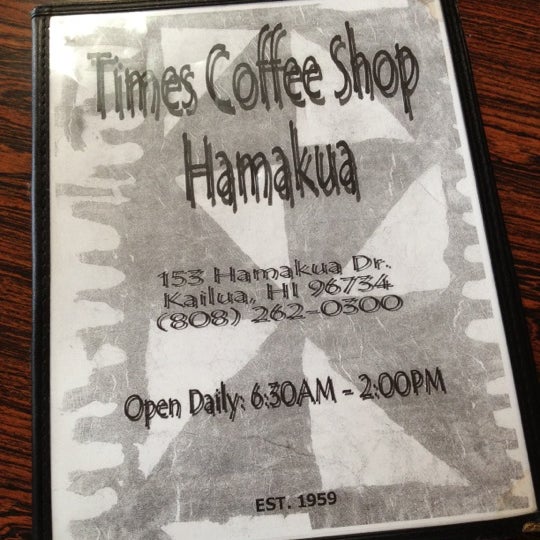 Times Coffee Shop
Hamakua
153 Hamakua Dr.
Kailua, HI 96734
(808) 262-0300
Open Daily: 6:30AM - 2:00PM
EST. 1959